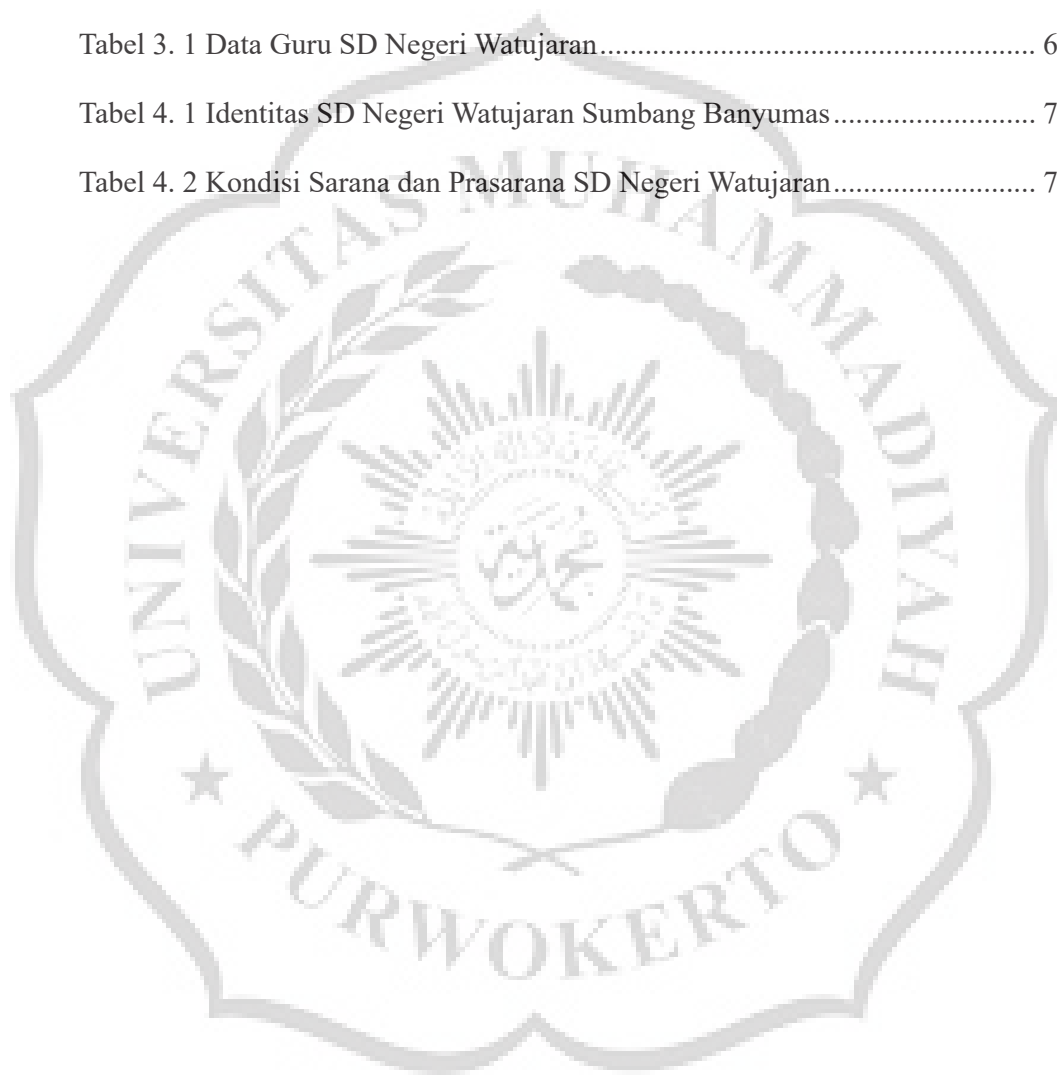 Tabel 3. 1 Data Guru SD Negeri Watujaran.......................................................... 6
Tabel 4. 1 Identitas SD Negeri Watujaran Sumbang Banyumas........................... 7
Tabel 4. 2 Kondisi Sarana dan Prasarana SD Negeri Watujaran........................... 7
UNIVERSITAS MUHAMMADIYAH
PURWOKERTO